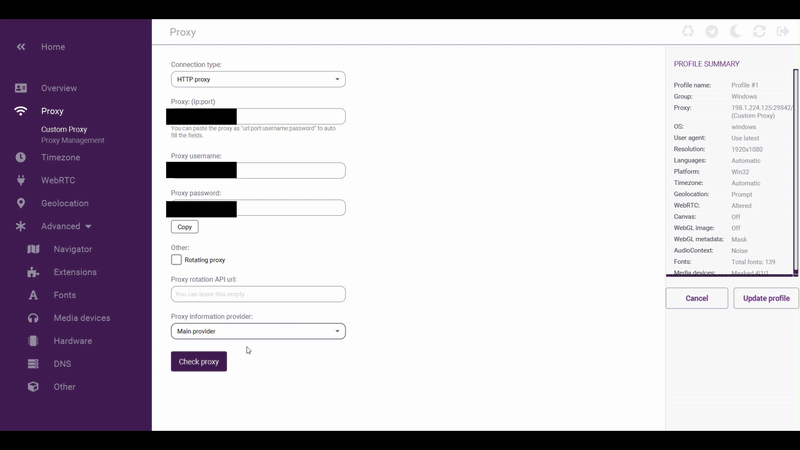 Home
Overview
Proxy
Custom Proxy
Proxy Management
Timezone
WebRTC
Geolocation
Advanced
Navigator
Extensions
Fonts
Media devices
Hardware
DNS
Other
Proxy
Connection type:
HTTP proxy
Proxy: (ip:port)
You can paste the proxy as "url:port:username:password" to auto
fill the fields.
Proxy username:
Proxy password:
Copy
Other:
Rotating proxy
Proxy rotation API url:
You can leave this empty
Proxy information provider:
Main provider
Check proxy
PROFILE SUMMARY
Profile name: Profile #1
Group: Windows
Proxy: 198.1.224.125:29842/
(Custom Proxy)
OS: windows
User agent: Use latest
Resolution: 1920x1080
Languages: Automatic
Platform: Win32
Timezone: Automatic
Geolocation: Prompt
WebRTC: Altered
Canvas: Off
WebGL image: Off
WebGL metadata: Mask
AudioContext: Noise
Fonts: Total fonts: 139
Media devices: Masked 4|1|1
Cancel
Update profile